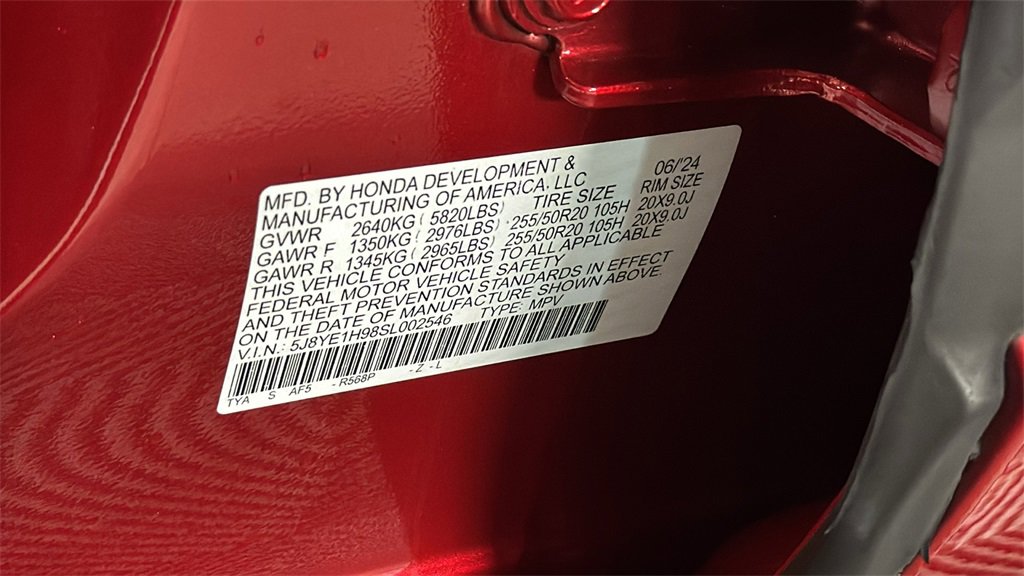 MFD. BY HONDA DEVELOPMENT & 06/'24
MANUFACTURING OF AMERICA, LLC
TIRE SIZE RIM SIZE
GVWR 2640KG ( 5820LBS)
GAWR F 1350KG ( 2976LBS) 255/50R20 105H 20X9.0J
GAWR R 1345KG ( 2965LBS) 255/50R20 105H 20X9.0J
THIS VEHICLE CONFORMS TO ALL APPLICABLE
FEDERAL MOTOR VEHICLE SAFETY
AND THEFT PREVENTION STANDARDS IN EFFECT
ON THE DATE OF MANUFACTURE SHOWN ABOVE.
V.I.N.: 5J8YE1H98SL002546 TYPE: MPV
TYA S AF5 - R568P - Z - L